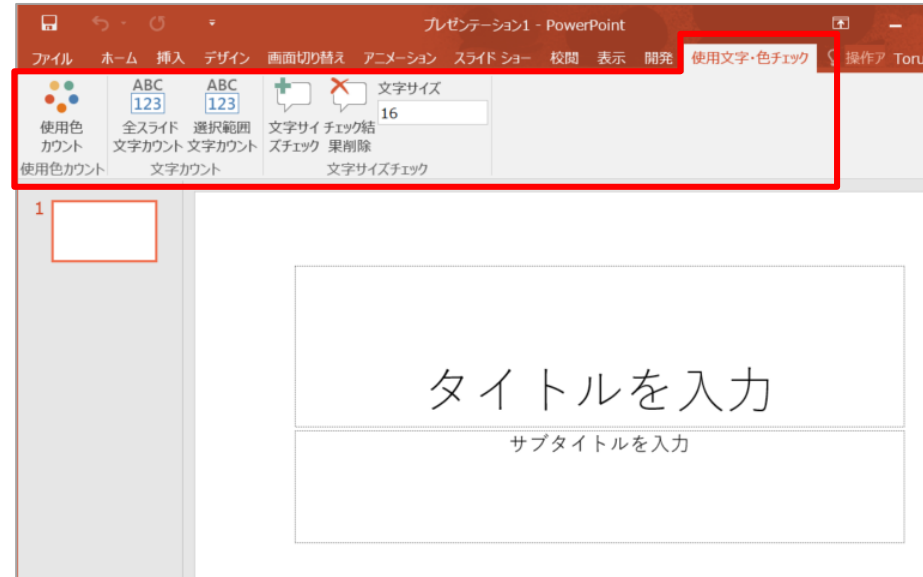 プレゼンテーション1 - PowerPoint
ファイル ホーム 挿入 デザイン 画面切り替え アニメーション スライド ショー 校閲 表示 開発 使用文字・色チェック 操作ア Toru
使用色
カウント
ABC
123
全スライド
文字カウント
ABC
123
選択範囲
文字カウント
文字サイ
ズチェック
チェック結
果削除
文字サイズ
16
使用色カウント 文字カウント 文字サイズチェック
1
タイトルを入力
サブタイトルを入力